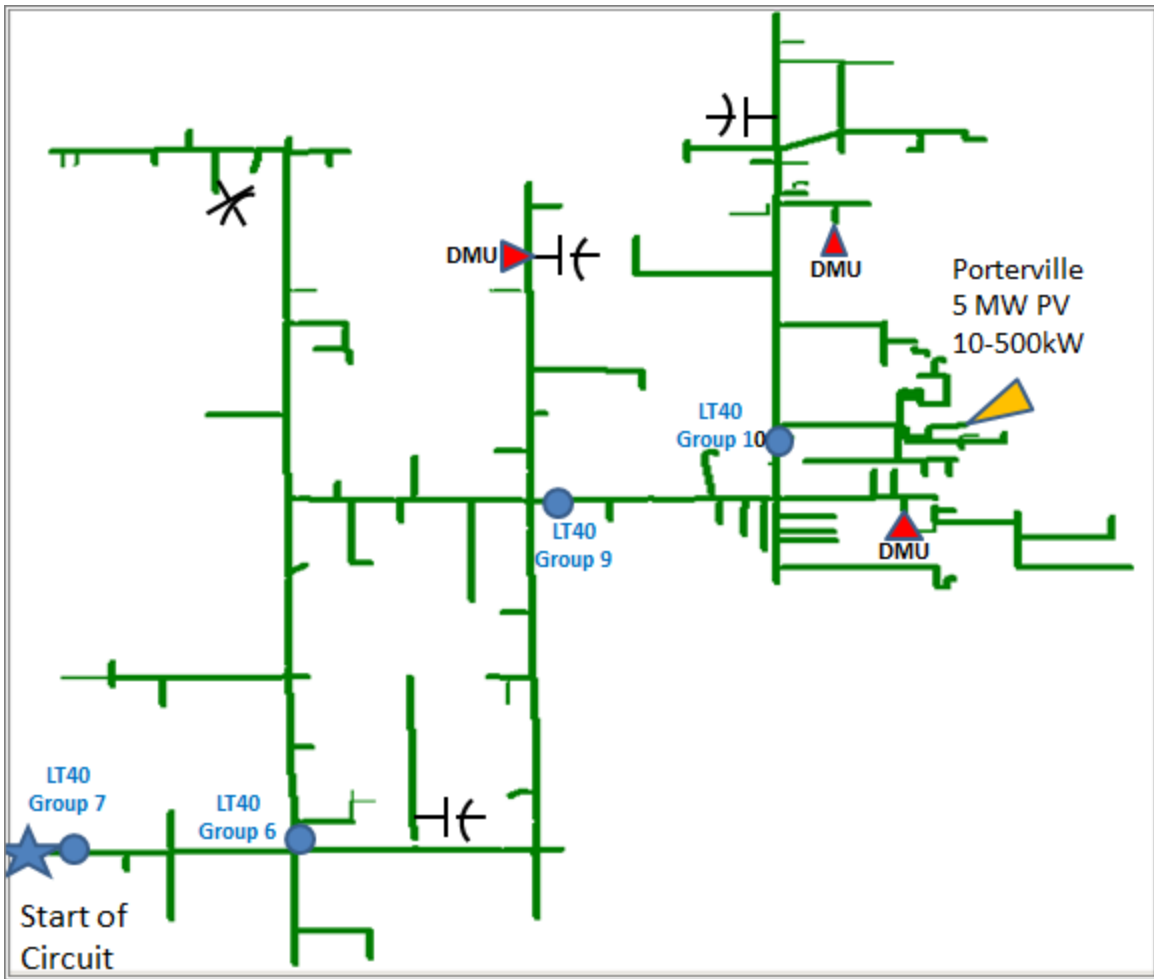 DMU
DMU
Porterville
5 MW PV
10-500kW
LT40
Group 10
LT40
Group 9
DMU
LT40
Group 7
LT40
Group 6
Start of
Circuit